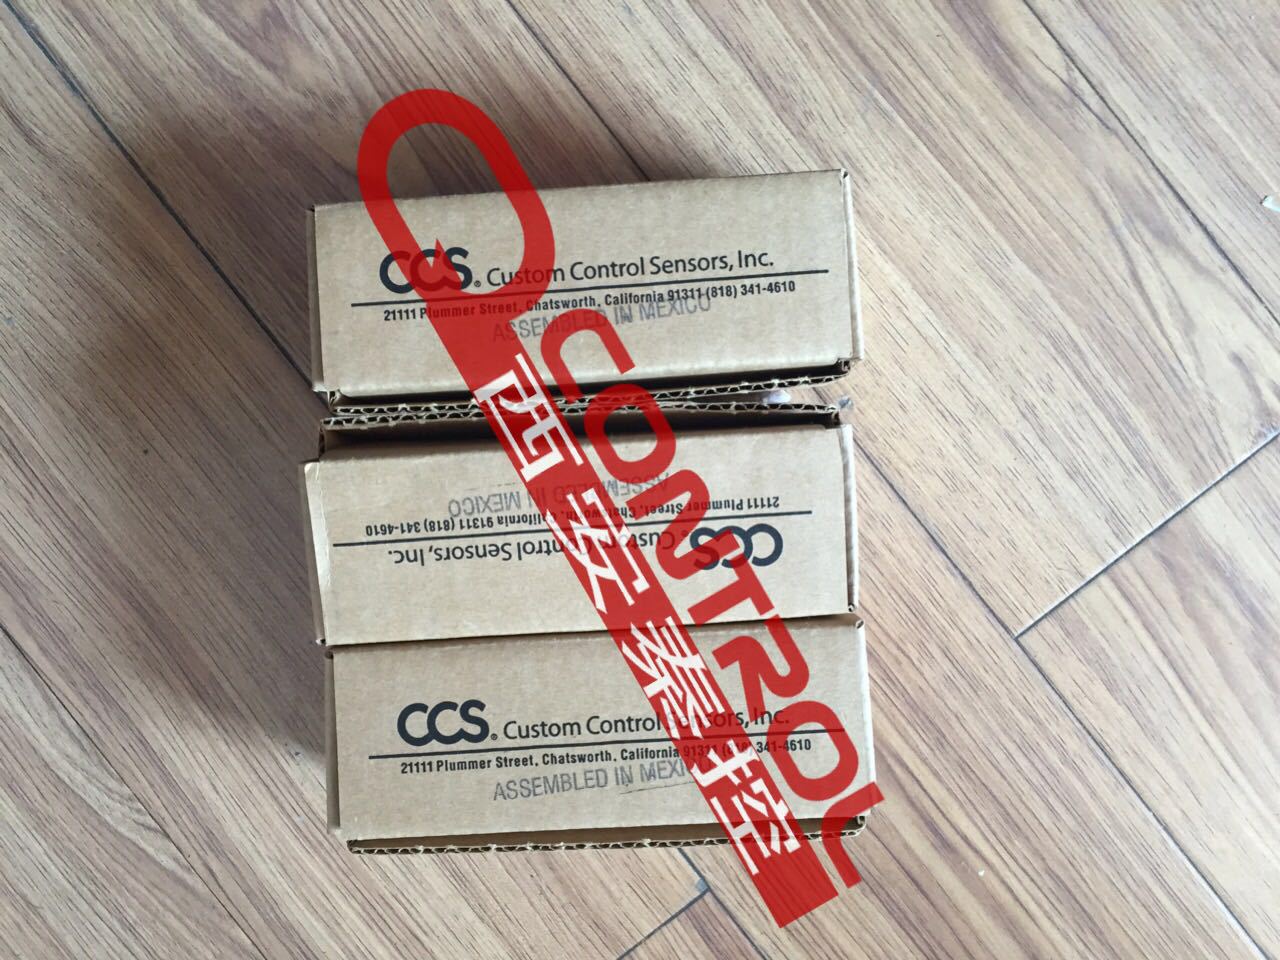 CCS® Custom Control Sensors, Inc.
21111 Plummer Street, Chatsworth, California 91311 (818) 341-4610
ASSEMBLED IN MEXICO
CCS® Custom Control Sensors, Inc.
21111 Plummer Street, Chatsworth, California 91311 (818) 341-4610
ASSEMBLED IN MEXICO
CCS® Custom Control Sensors, Inc.
21111 Plummer Street, Chatsworth, California 91311 (818) 341-4610
ASSEMBLED IN MEXICO
CONTROL
西安泰控